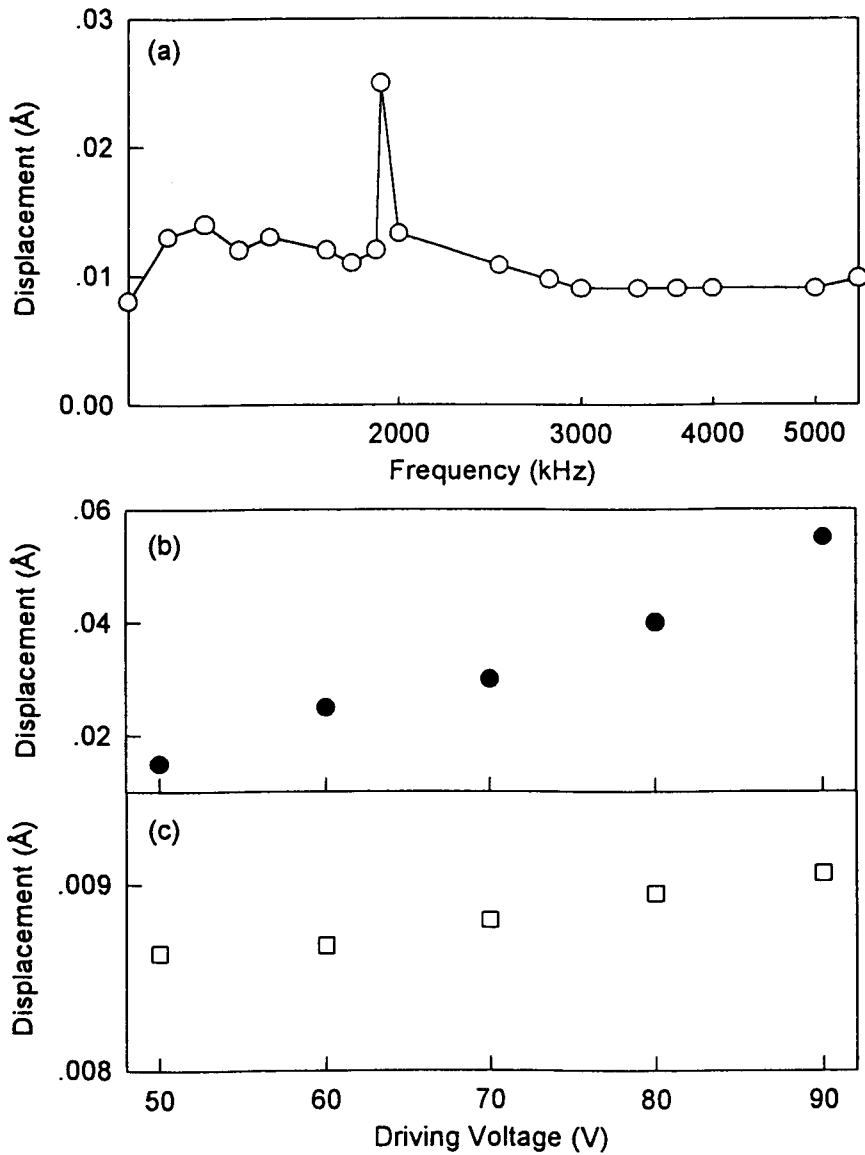 (a)
Displacement (Å)
.03
.02
.01
0.00
2000 3000 4000 5000
Frequency (kHz)
(b)
Displacement (Å)
.06
.04
.02
(c)
Displacement (Å)
.009
.008
50 60 70 80 90
Driving Voltage (V)